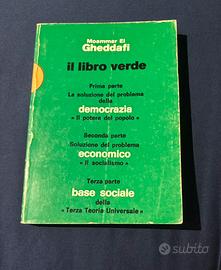 Moammar El
Gheddafi
il libro verde
Prima parte
La soluzione del problema
della
democrazia
« Il potere del popolo »
Seconda parte
Soluzione del problema
economico
« Il socialismo »
Terza parte
base sociale
della
« Terza Teoria Universale »
subito